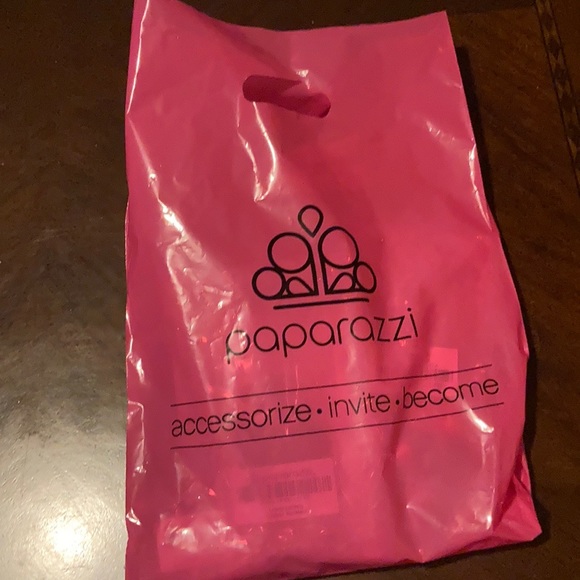 paparazzi
accessorize • invite • become